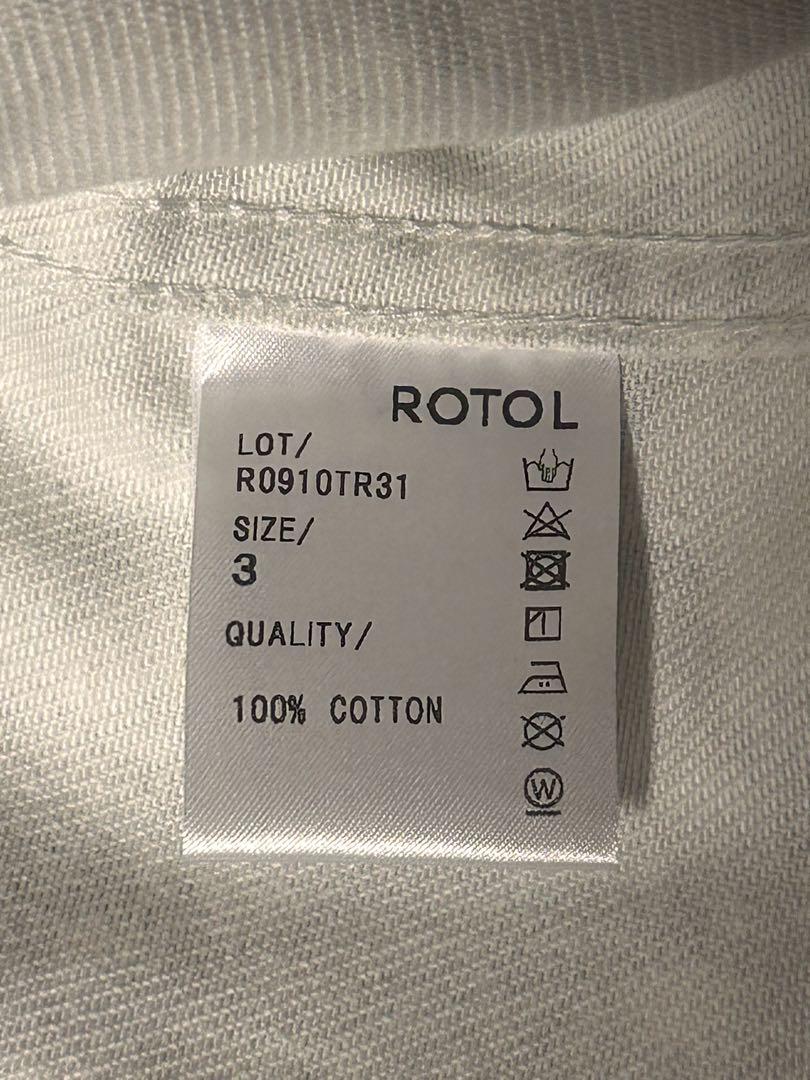 ROTOL
LOT/
R0910TR31
SIZE/
3
QUALITY/
100% COTTON
W